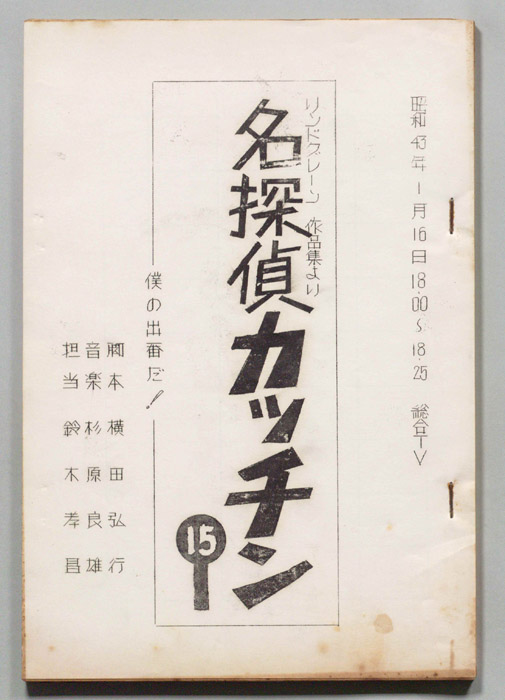 昭和43年1月16日18:00〜18:25 総合TV
リンドグレーン作品集より
名探偵カッチン
15
僕の出番だ!
脚本 横田弘行
音楽 杉原良雄
担当 鈴木孝昌